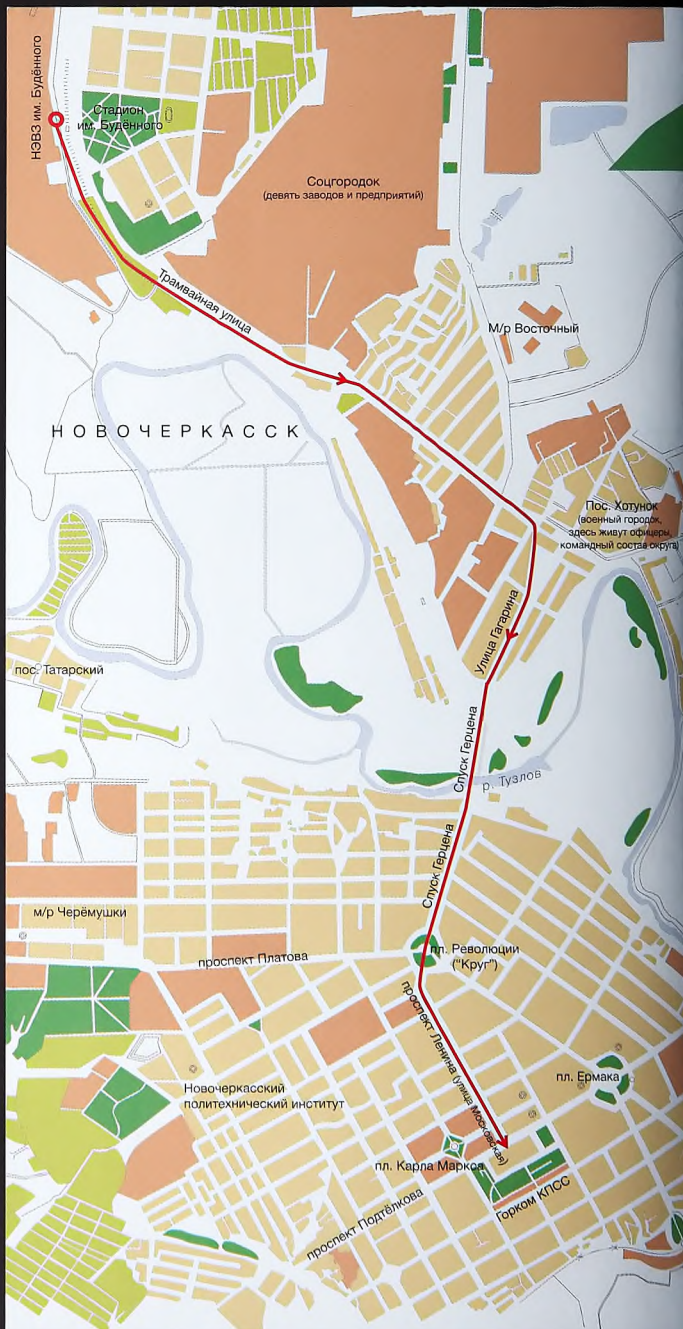 НЭВЗ им. Будённого
Стадион
им. Будённого
Соцгородок
(девять заводов и предприятий)
Трамвайная улица
М/р Восточный
НОВОЧЕРКАССК
Пос. Хотунок
(военный городок,
здесь живут офицеры,
командный состав округа)
Улица Гагарина
пос. Татарский
Спуск Герцена
р. Тузлов
Спуск Герцена
м/р Черёмушки
проспект Платова
пл. Революции
("Круг")
проспект Ленина (улица Московская)
пл. Ермака
Новочеркасский
политехнический институт
пл. Карла Маркса
Горком КПСС
проспект Подтёлкова